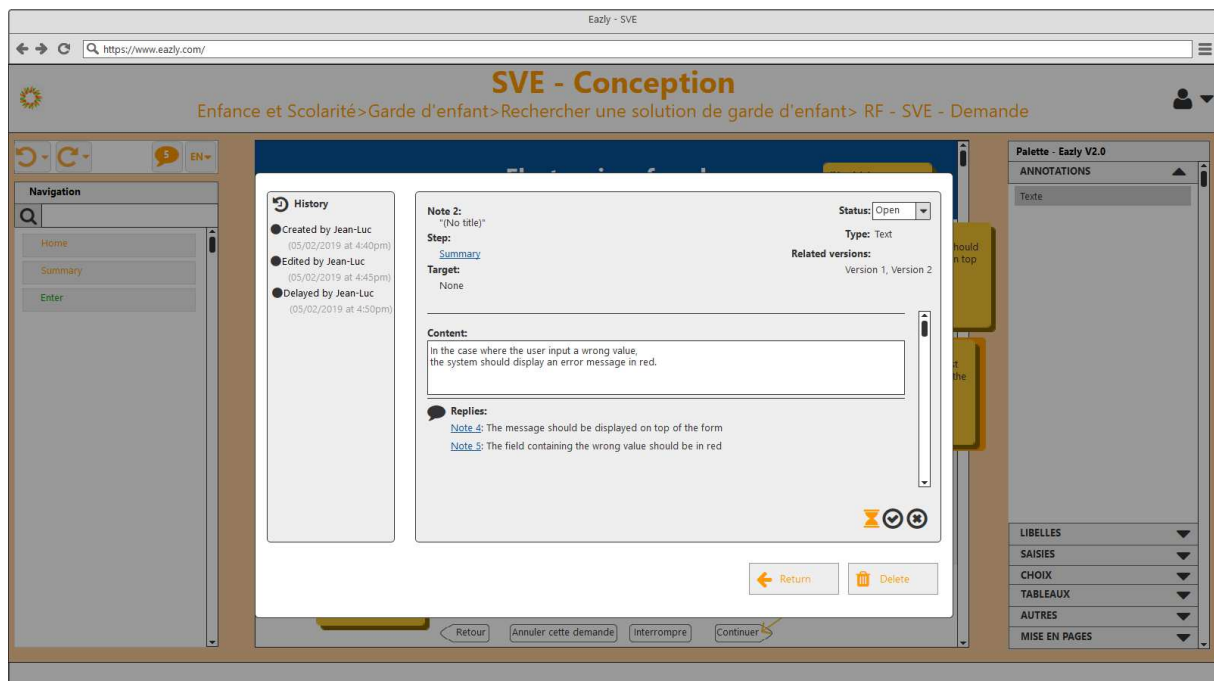 Eazly - SVE
https://www.eazly.com/
SVE - Conception
Enfance et Scolarité>Garde d'enfant>Rechercher une solution de garde d'enfant> RF - SVE - Demande
5
EN
Navigation
Home
Summary
Enter
History
Created by Jean-Luc
(05/02/2019 at 4:40pm)
Edited by Jean-Luc
(05/02/2019 at 4:45pm)
Delayed by Jean-Luc
(05/02/2019 at 4:50pm)
Note 2:
"(No title)"
Step:
Summary
Target:
None
Status: Open
Type: Text
Related versions:
Version 1, Version 2
Content:
In the case where the user input a wrong value,
the system should display an error message in red.
Replies:
Note 4: The message should be displayed on top of the form
Note 5: The field containing the wrong value should be in red
Return
Delete
Retour
Annuler cette demande
Interrompre
Continuer
n top
the
Palette - Eazly V2.0
ANNOTATIONS
Texte
LIBELLES
SAISIES
CHOIX
TABLEAUX
AUTRES
MISE EN PAGES